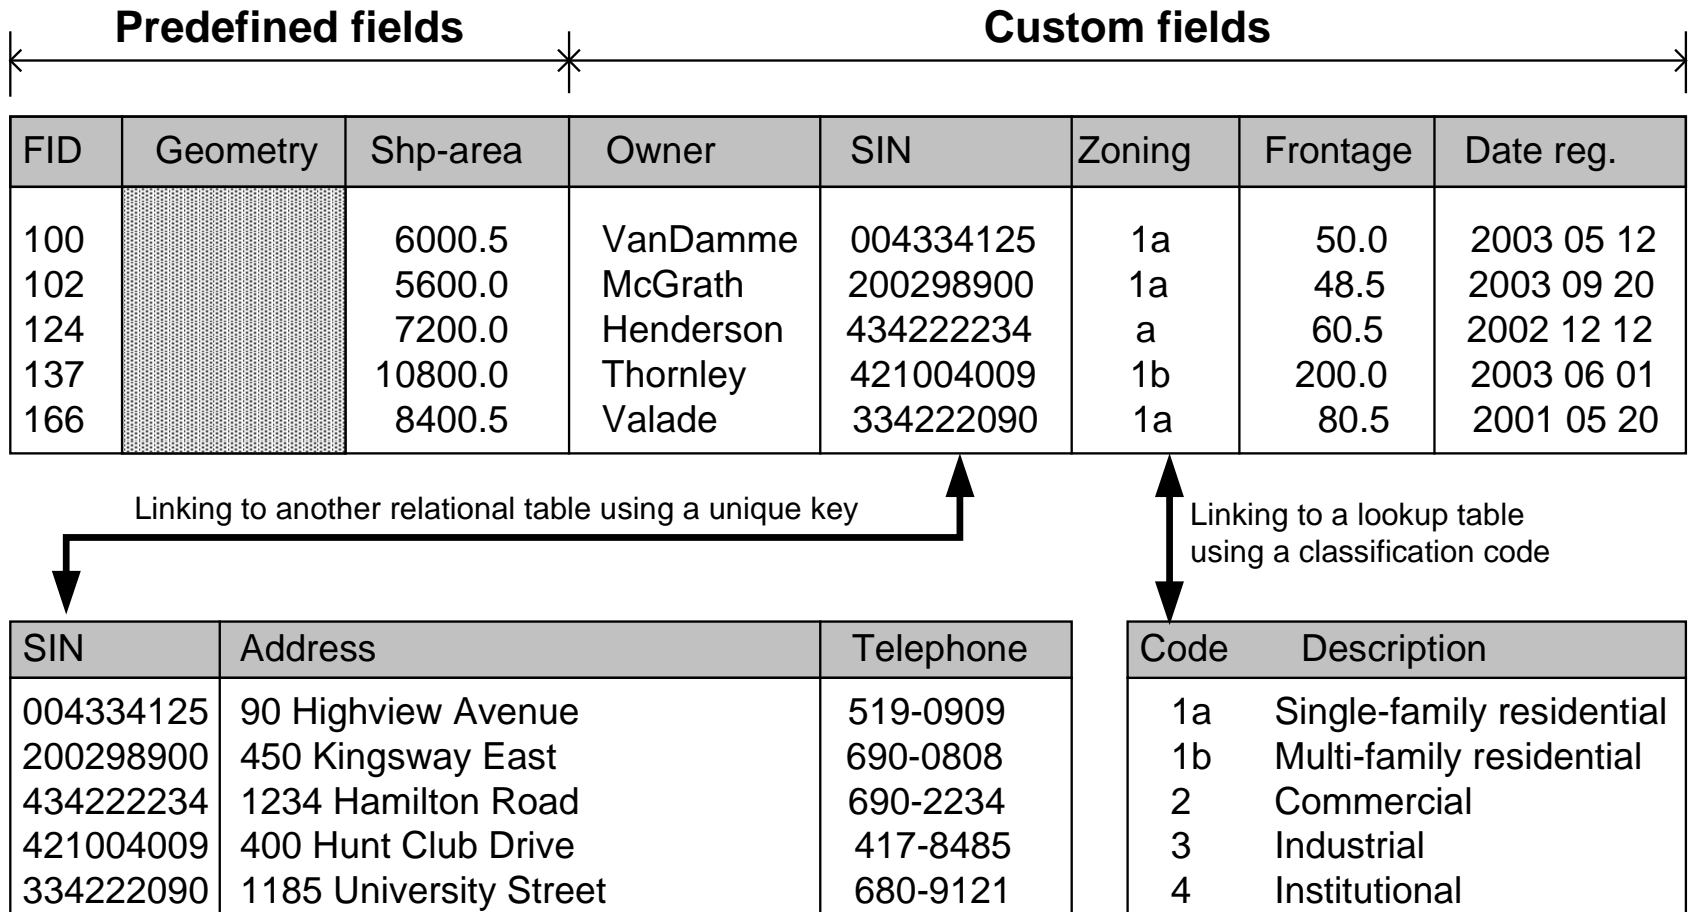 Predefined fields Custom fields
FID Geometry Shp-area Owner SIN Zoning Frontage Date reg.
100 6000.5 VanDamme 004334125 1a 50.0 2003 05 12
102 5600.0 McGrath 200298900 1a 48.5 2003 09 20
124 7200.0 Henderson 434222234 a 60.5 2002 12 12
137 10800.0 Thornley 421004009 1b 200.0 2003 06 01
166 8400.5 Valade 334222090 1a 80.5 2001 05 20
Linking to another relational table using a unique key
Linking to a lookup table
using a classification code
SIN Address Telephone
004334125 90 Highview Avenue 519-0909
200298900 450 Kingsway East 690-0808
434222234 1234 Hamilton Road 690-2234
421004009 400 Hunt Club Drive 417-8485
334222090 1185 University Street 680-9121
Code Description
1a Single-family residential
1b Multi-family residential
2 Commercial
3 Industrial
4 Institutional